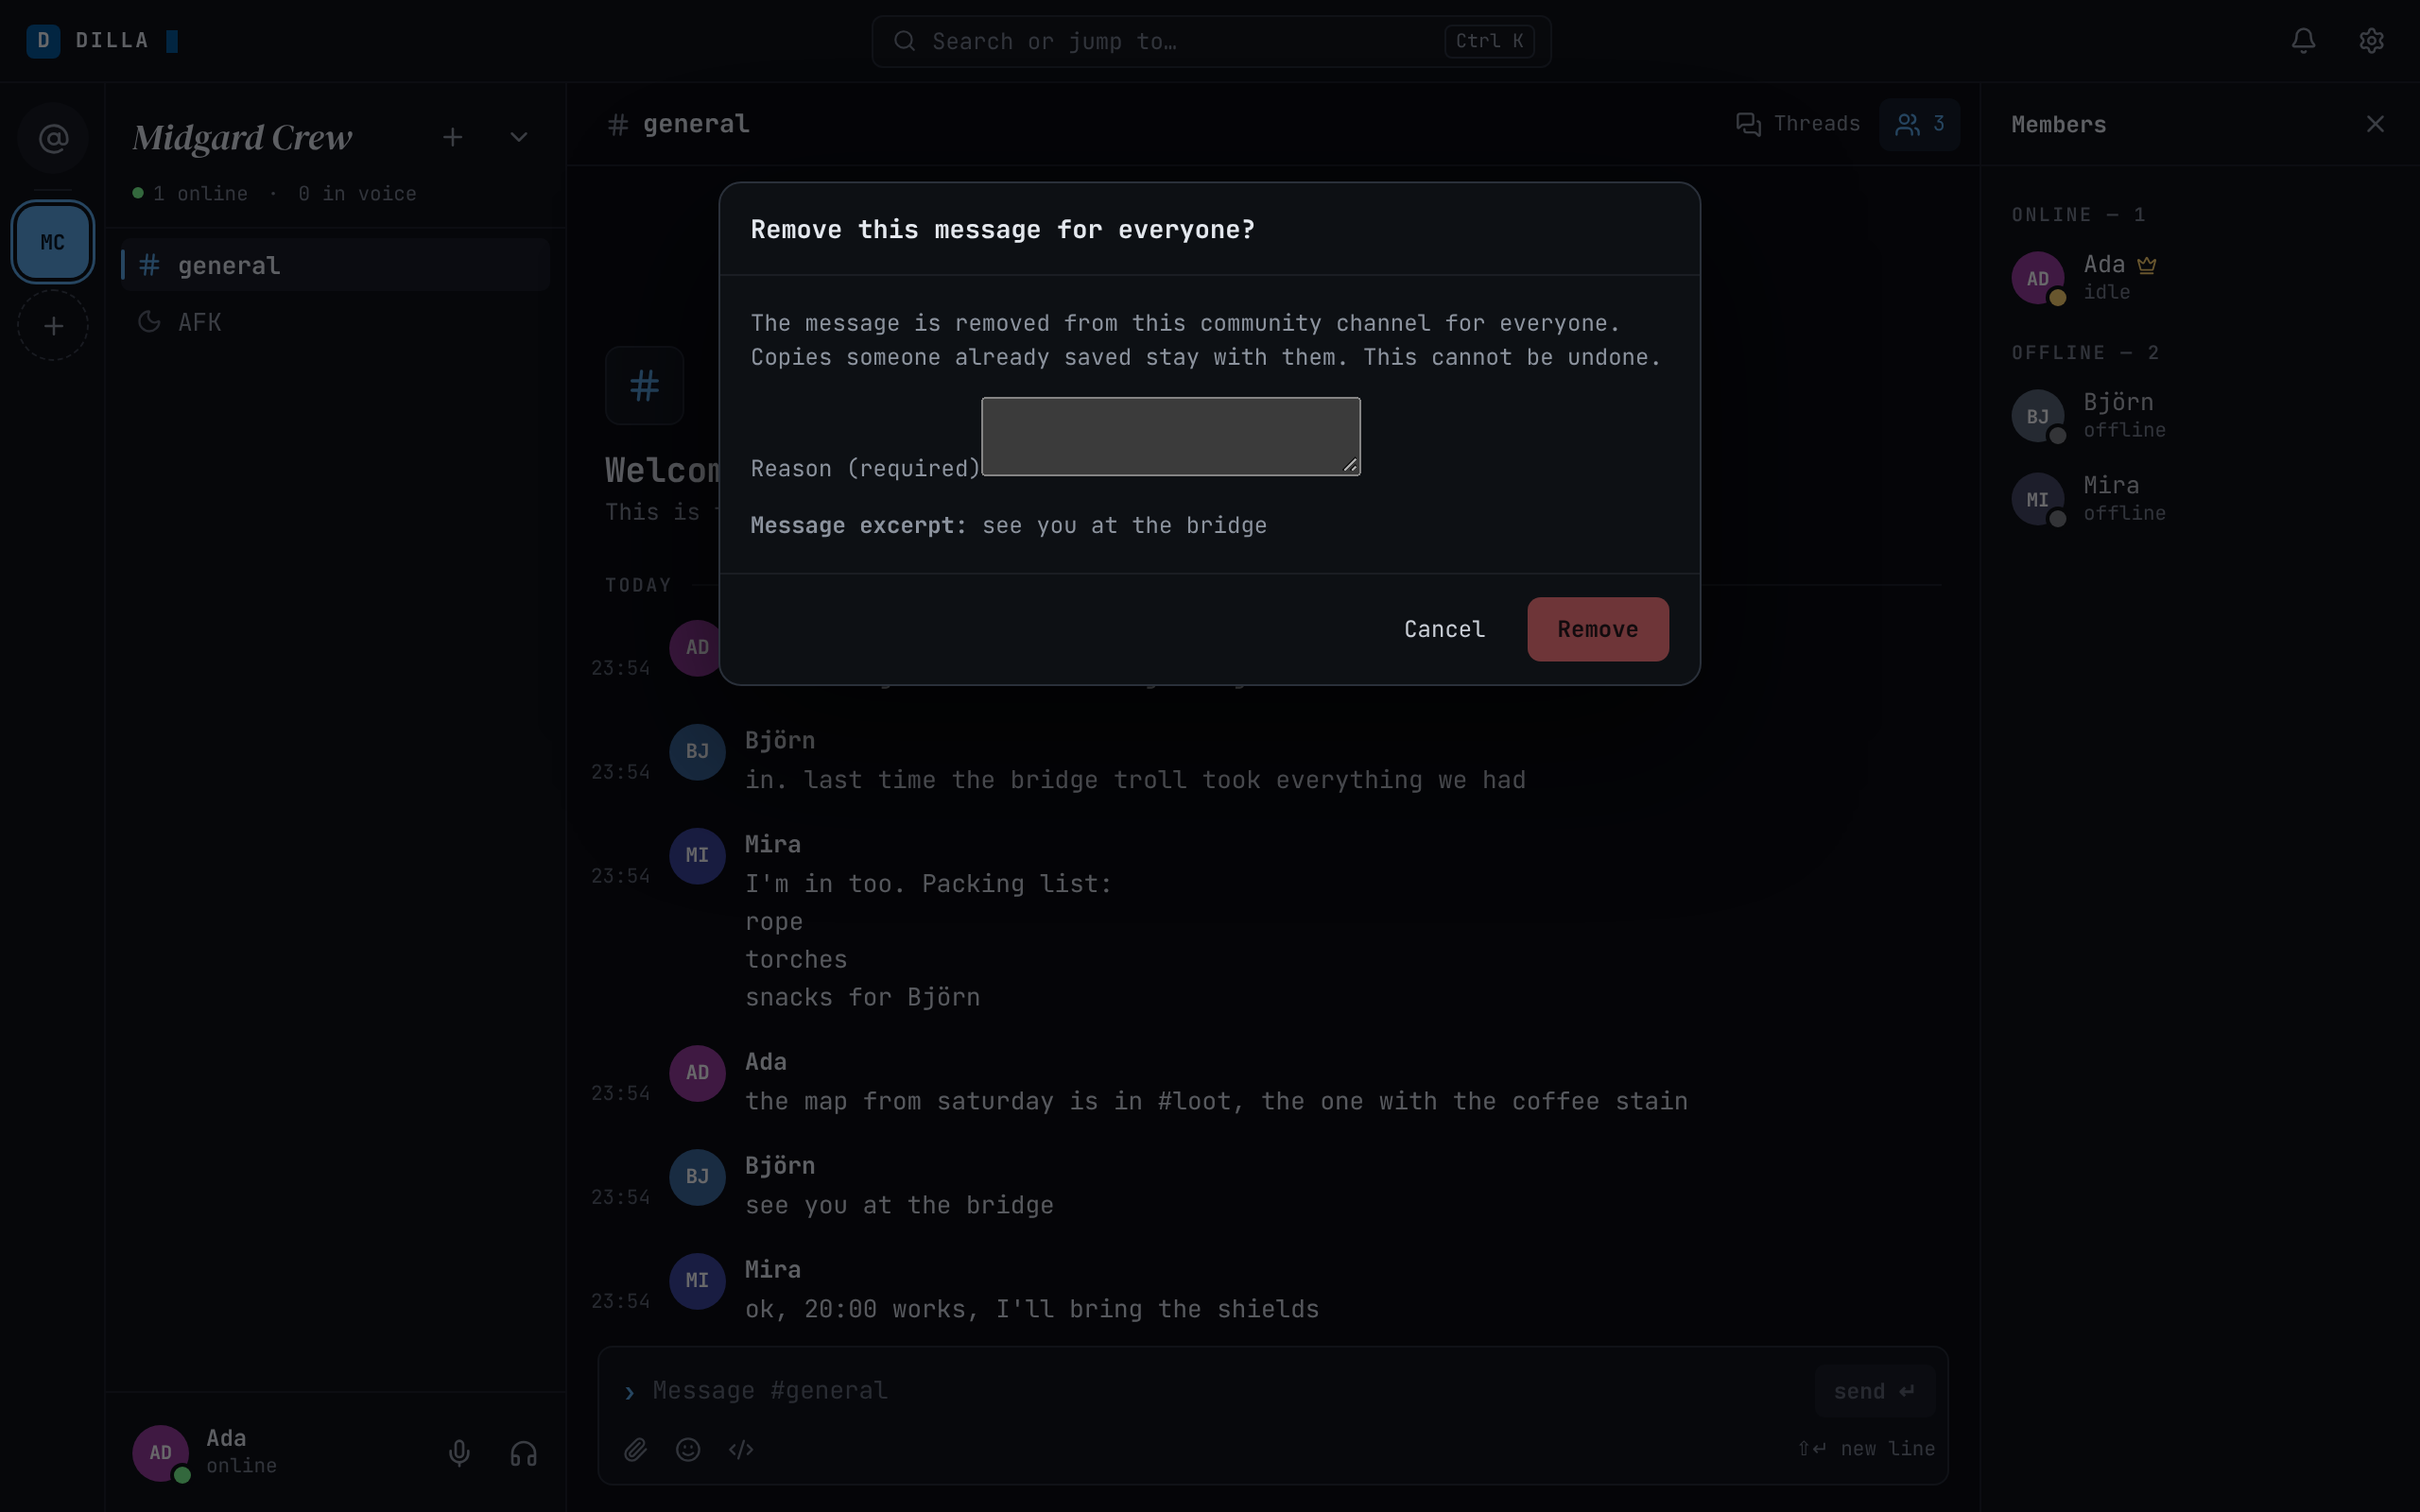 D DILLA
Search or jump to…
Ctrl K
MC
Midgard Crew
1 online · 0 in voice
general
AFK
AD
Ada
online
# general
Threads
3
Welcom
This is
TODAY
23:54
AD
23:54
BJ
Björn
in. last time the bridge troll took everything we had
23:54
MI
Mira
I'm in too. Packing list:
rope
torches
snacks for Björn
23:54
AD
Ada
the map from saturday is in #loot, the one with the coffee stain
23:54
BJ
Björn
see you at the bridge
23:54
MI
Mira
ok, 20:00 works, I'll bring the shields
› Message #general
send ↵
⇧↵ new line
Remove this message for everyone?
The message is removed from this community channel for everyone.
Copies someone already saved stay with them. This cannot be undone.
Reason (required)
Message excerpt: see you at the bridge
Cancel
Remove
Members
ONLINE — 1
AD
Ada
idle
OFFLINE — 2
BJ
Björn
offline
MI
Mira
offline